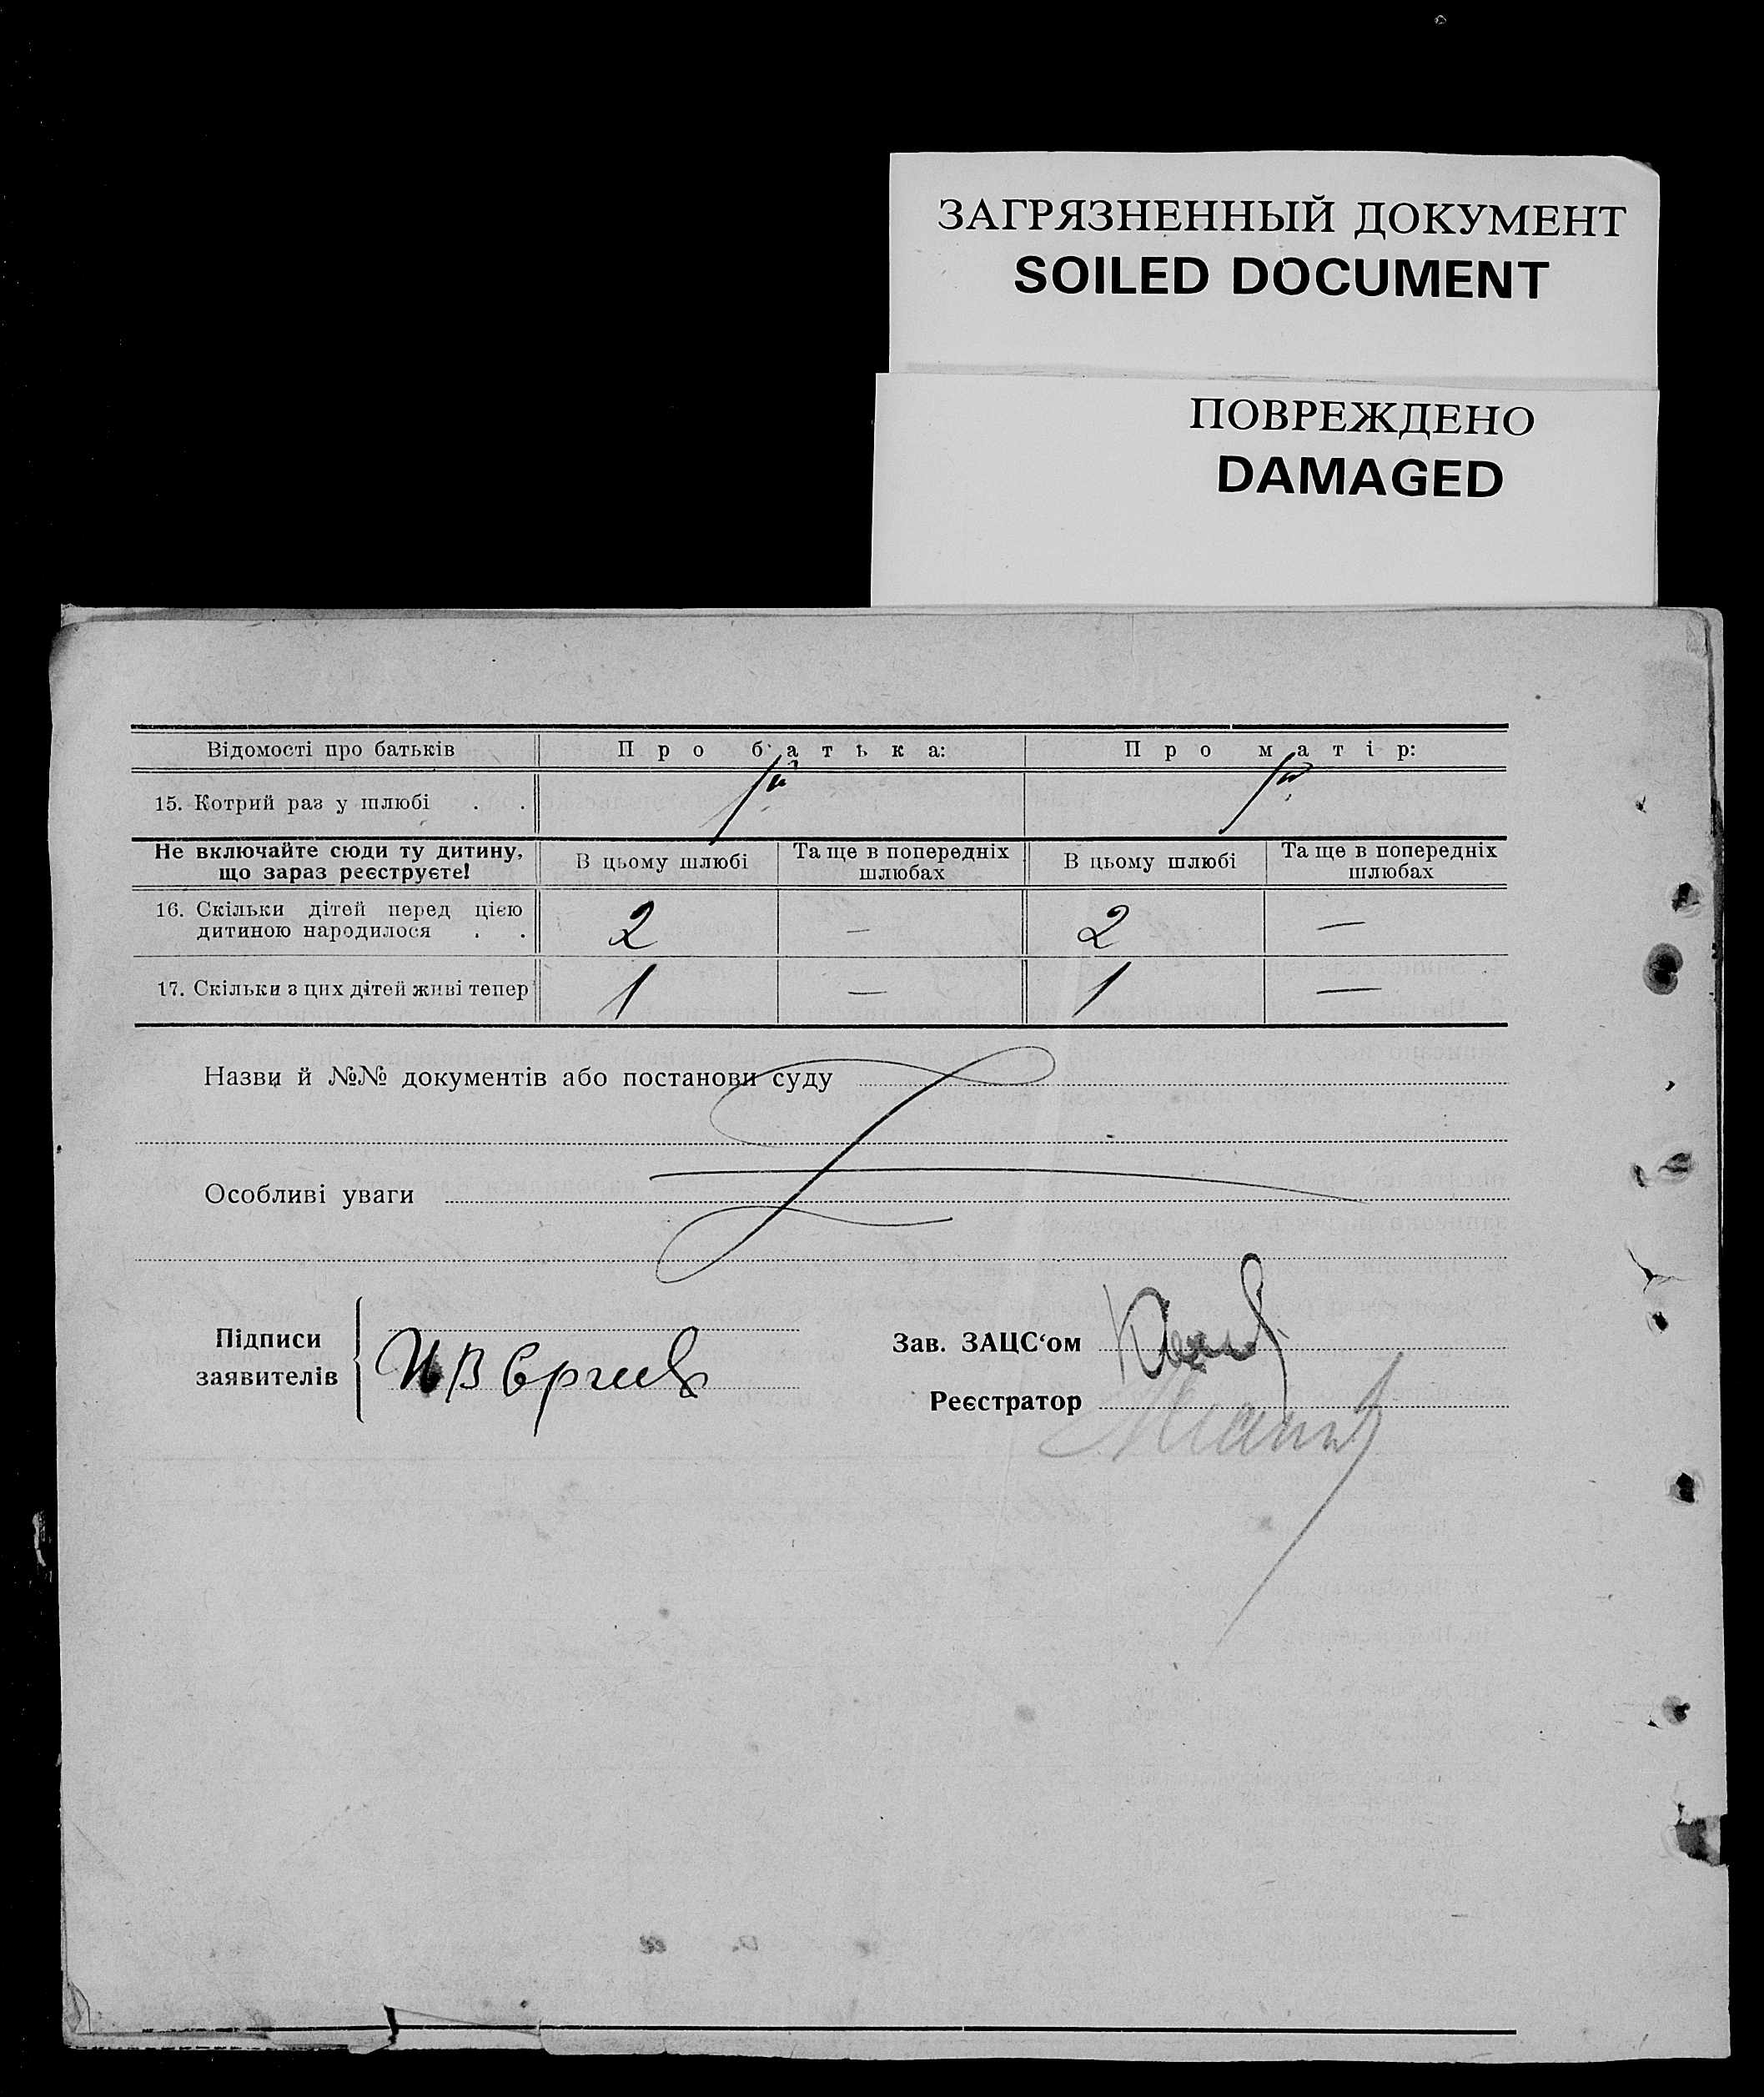 ЗАГРЯЗНЕННЫЙ ДОКУМЕНТ
SOILED DOCUMENT
ПОВРЕЖДЕНО
DAMAGED
Відомості про батьків Про батька: Про матір:
15. Котрий раз у шлюбі . .
Не включайте сюди ту дитину, що зараз реєструєте! В цьому шлюбі Та ще в попередніх шлюбах В цьому шлюбі Та ще в попередніх шлюбах
16. Скільки дітей перед цією
дитиною народилося . . 2 — 2 —
17. Скільки з цих дітей живі тепер 1 — 1 —
Назви й №№ документів або постанови суду
Особливі уваги
Підписи
заявителів
Зав. ЗАЦС‘ом
Реєстратор